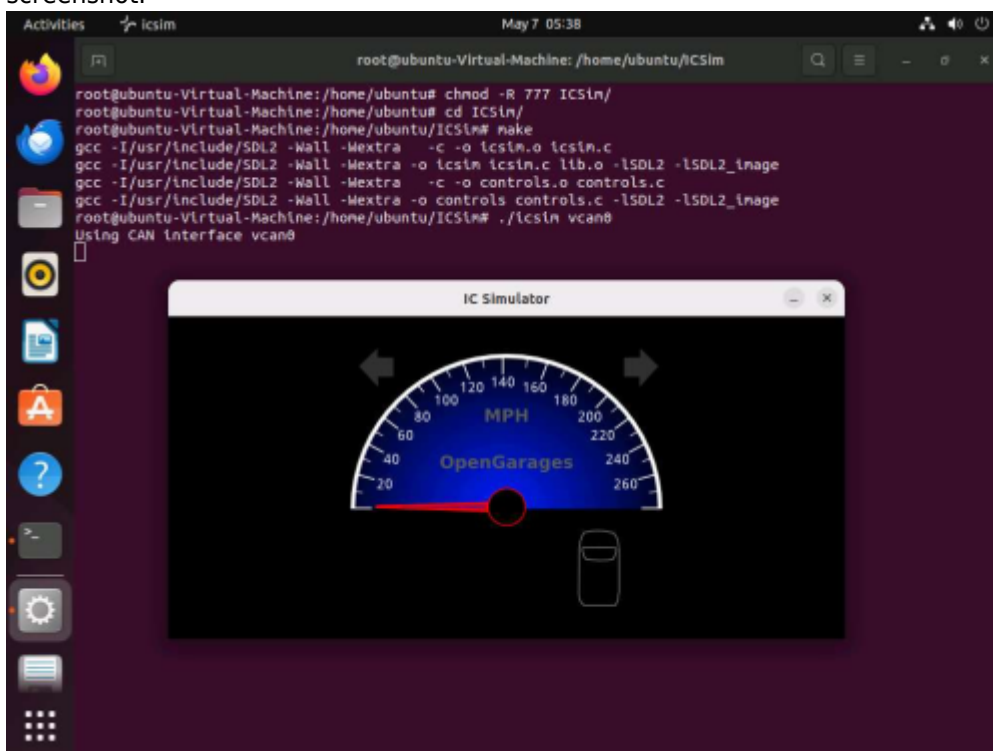 screenshot.
Activities icsim May 7 05:38
root@ubuntu-Virtual-Machine: /home/ubuntu/ICSim
root@ubuntu-Virtual-Machine:/home/ubuntu# chmod -R 777 ICSim/
root@ubuntu-Virtual-Machine:/home/ubuntu# cd ICSim/
root@ubuntu-Virtual-Machine:/home/ubuntu/ICSim# make
gcc -I/usr/include/SDL2 -Wall -Wextra   -c -o icsim.o icsim.c
gcc -I/usr/include/SDL2 -Wall -Wextra -o icsim icsim.c lib.o -lSDL2 -lSDL2_image
gcc -I/usr/include/SDL2 -Wall -Wextra   -c -o controls.o controls.c
gcc -I/usr/include/SDL2 -Wall -Wextra -o controls controls.c -lSDL2 -lSDL2_image
root@ubuntu-Virtual-Machine:/home/ubuntu/ICSim# ./icsim vcan0
Using CAN interface vcan0
IC Simulator
120 140 160
100 180
80 MPH 200
60 220
40 OpenGarages 240
20 260